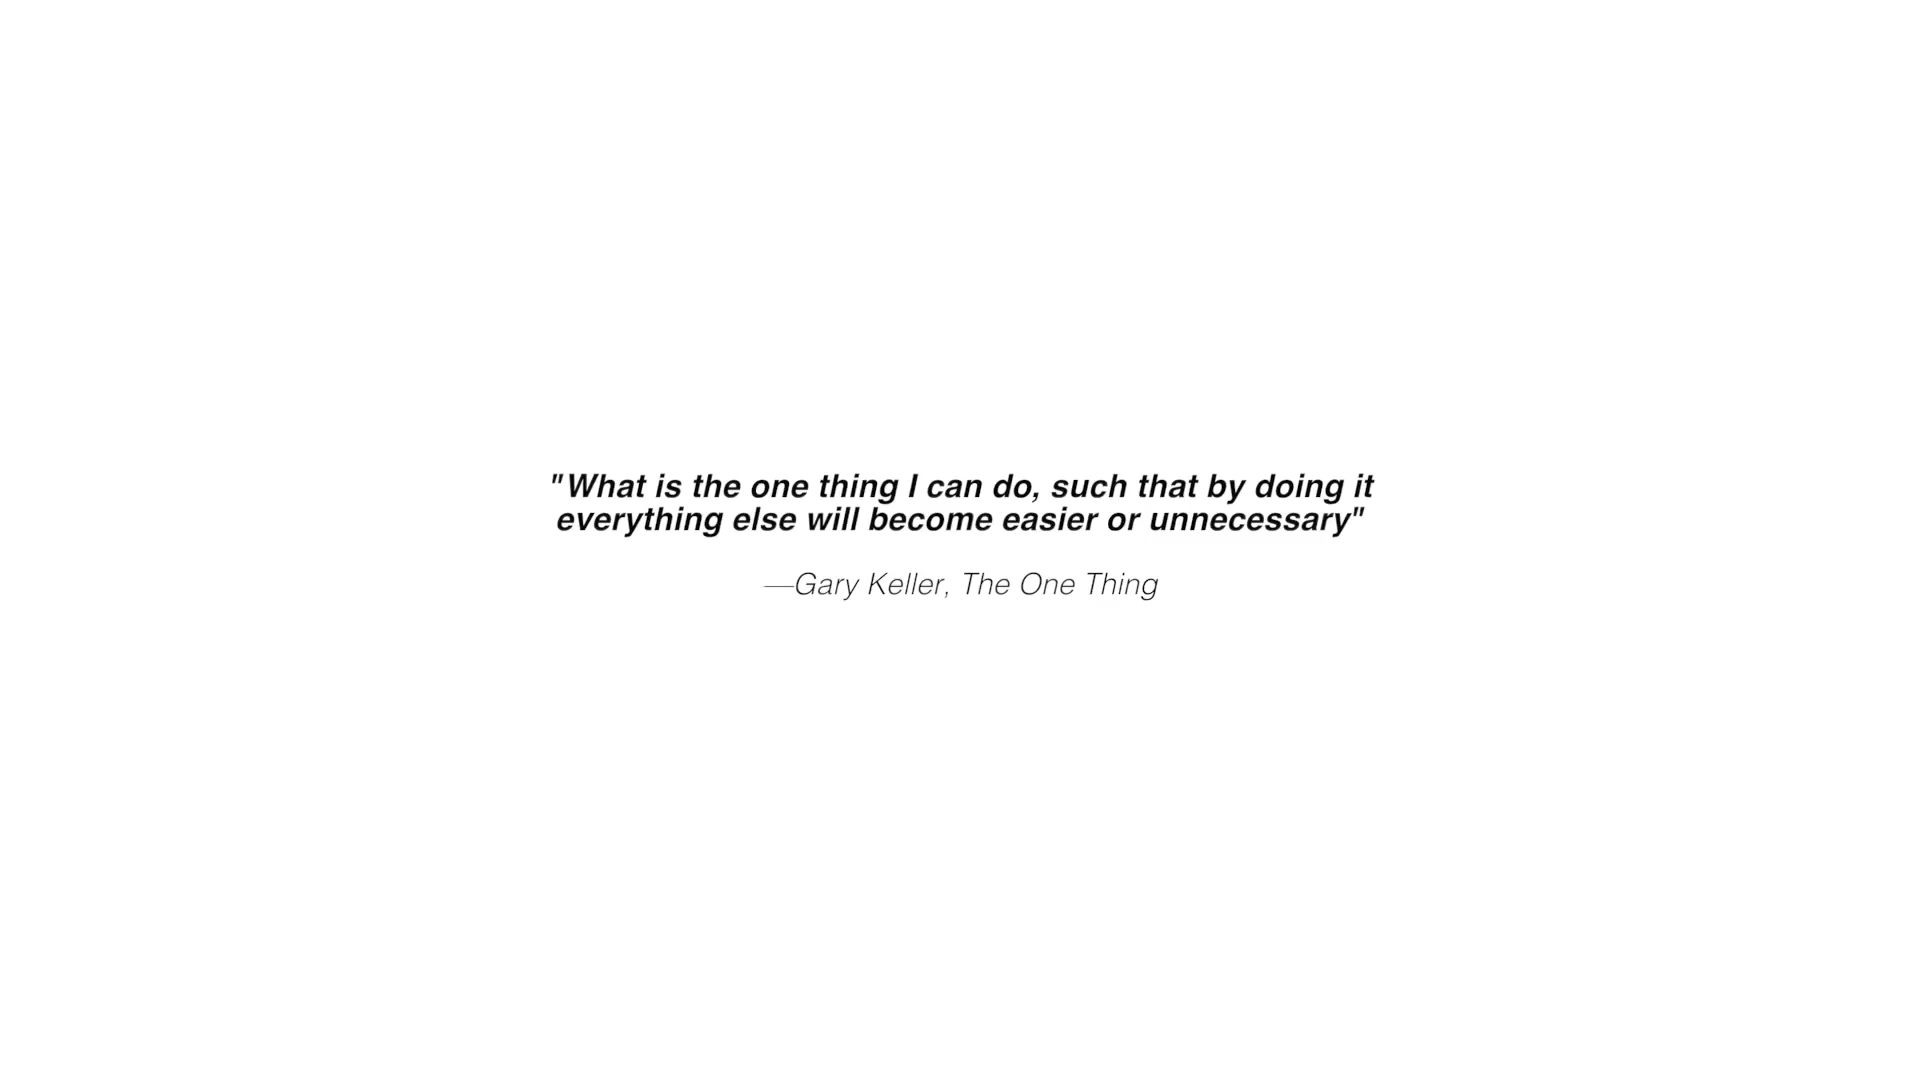 "What is the one thing I can do, such that by doing it
everything else will become easier or unnecessary"
—Gary Keller, The One Thing